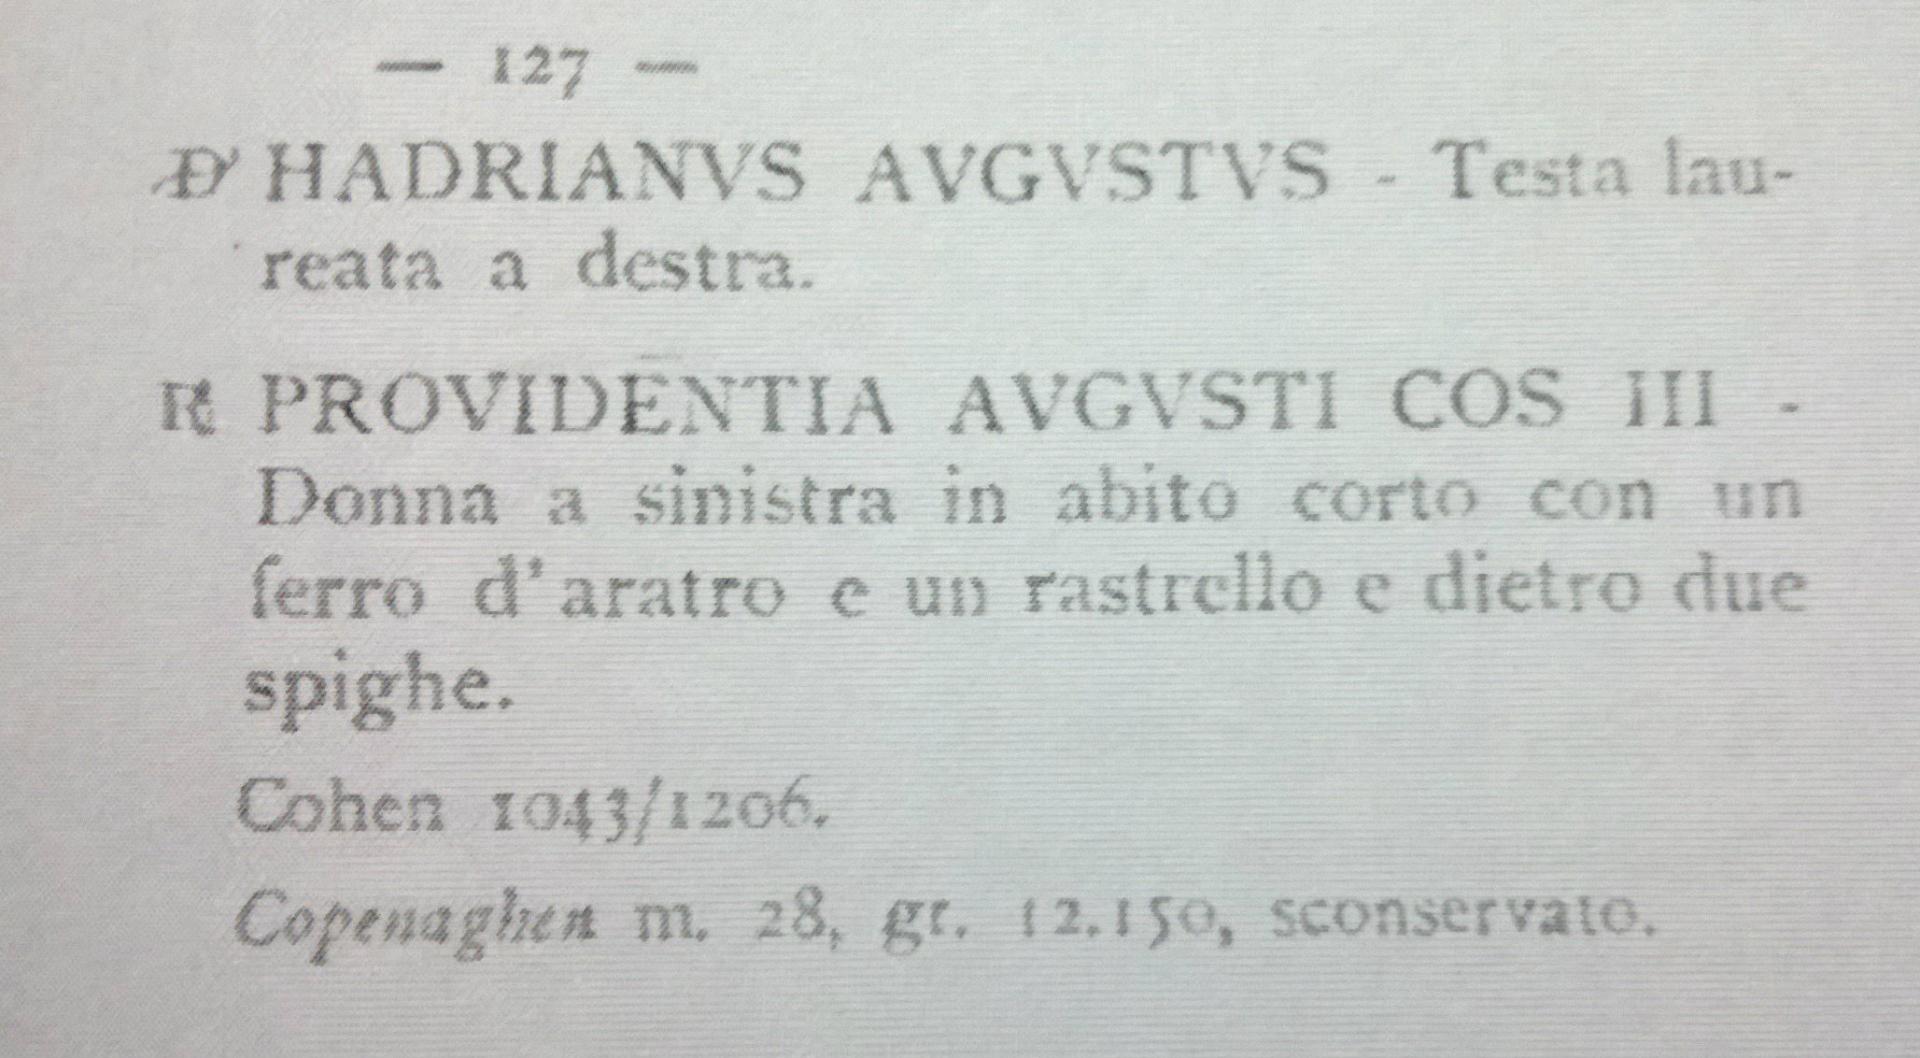 — 127 —
Đ HADRIANVS AVGVSTVS - Testa lau-
reata a destra.
R PROVIDENTIA AVGVSTI COS III -
Donna a sinistra in abito corto con un
ferro d'aratro e un rastrello e dietro due
spighe.
Cohen 1043/1206.
Copenaghen m. 28, gr. 12.150, sconservato.